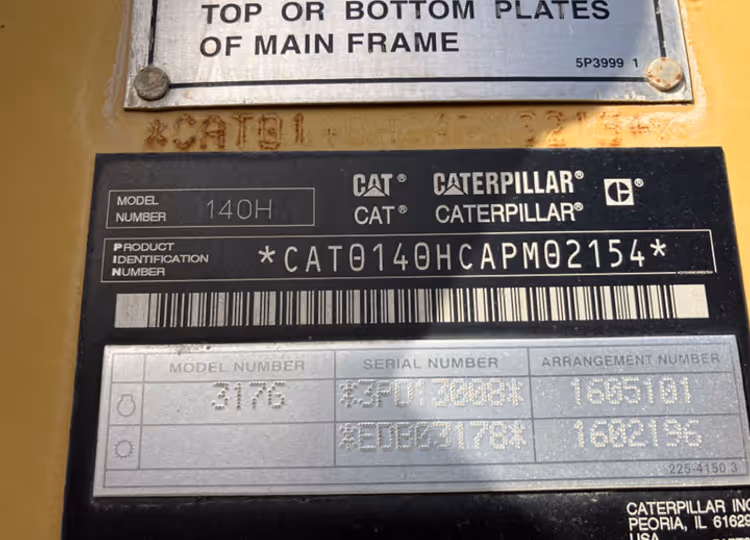 TOP OR BOTTOM PLATES
OF MAIN FRAME
5P3999 1
*CAT01
CAT® CATERPILLAR®
MODEL NUMBER 140H
CAT® CATERPILLAR®
PRODUCT IDENTIFICATION NUMBER *CAT0140HCAPM02154*
MODEL NUMBER SERIAL NUMBER ARRANGEMENT NUMBER
3176 *3PD13008* 1605101
*EDB03178* 1602196
225-4150 3
CATERPILLAR INC
PEORIA, IL 61629
USA